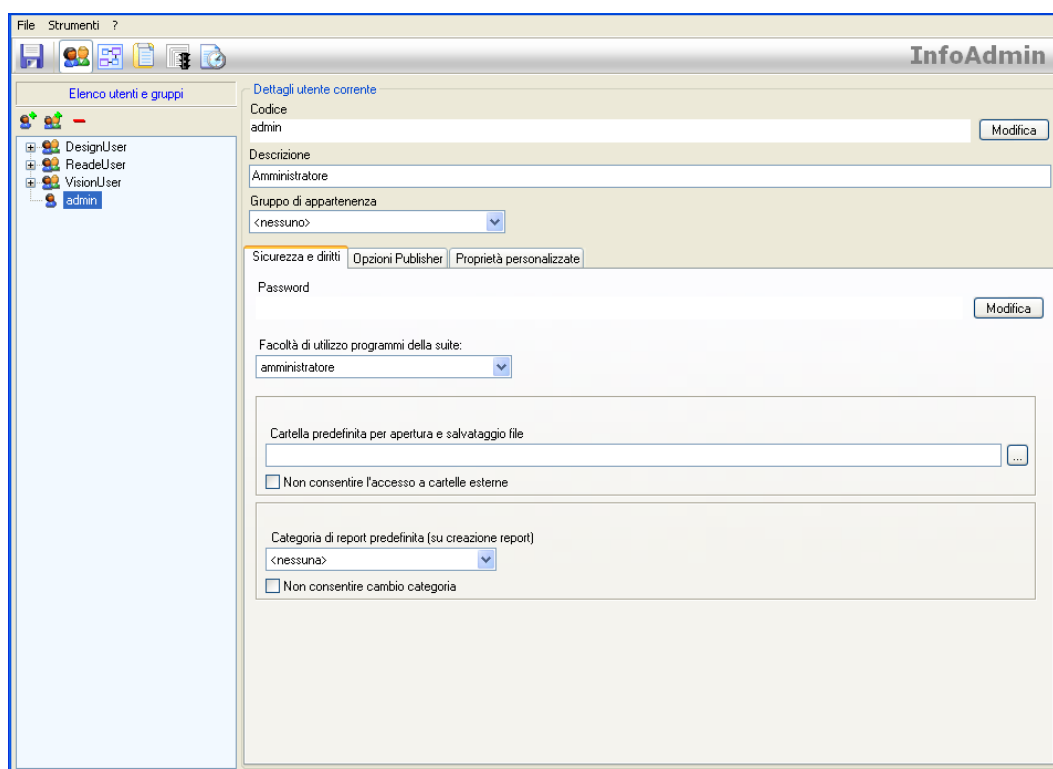 File Strumenti ?
InfoAdmin
Elenco utenti e gruppi
DesignUser
ReadeUser
VisionUser
admin
Dettagli utente corrente
Codice
admin
Modifica
Descrizione
Amministratore
Gruppo di appartenenza
<nessuno>
Sicurezza e diritti Opzioni Publisher Proprietà personalizzate
Password
Modifica
Facoltà di utilizzo programmi della suite:
amministratore
Cartella predefinita per apertura e salvataggio file
...
Non consentire l'accesso a cartelle esterne
Categoria di report predefinita (su creazione report)
<nessuna>
Non consentire cambio categoria